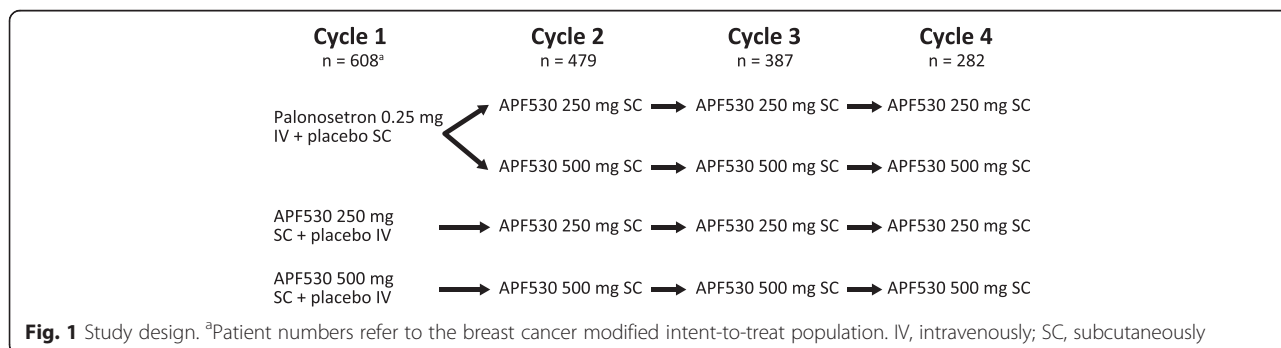 Cycle 1 Cycle 2 Cycle 3 Cycle 4
n = 608a n = 479 n = 387 n = 282
Palonosetron 0.25 mg
IV + placebo SC
APF530 250 mg SC APF530 250 mg SC APF530 250 mg SC
APF530 500 mg SC APF530 500 mg SC APF530 500 mg SC
APF530 250 mg
SC + placebo IV
APF530 250 mg SC APF530 250 mg SC APF530 250 mg SC
APF530 500 mg
SC + placebo IV
APF530 500 mg SC APF530 500 mg SC APF530 500 mg SC
Fig. 1 Study design. aPatient numbers refer to the breast cancer modified intent-to-treat population. IV, intravenously; SC, subcutaneously